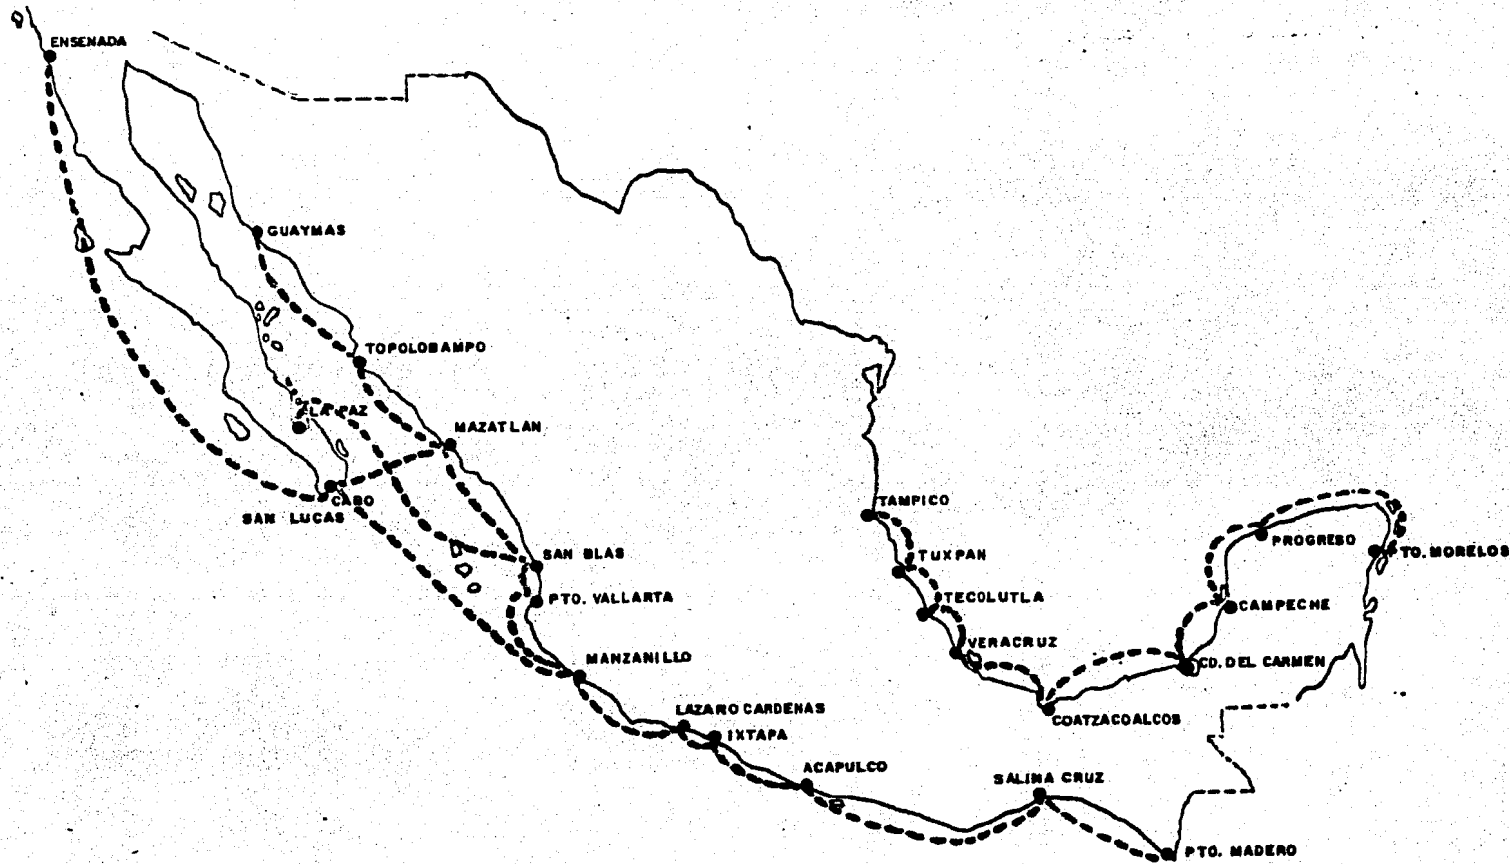 ENSENADA
GUAYMAS
TOPOLOBAMPO
LA PAZ
MAZATLAN
CABO
SAN LUCAS
SAN BLAS
PTO. VALLARTA
MANZANILLO
LAZARO CARDENAS
IXTAPA
ACAPULCO
SALINA CRUZ
PTO. MADERO
TAMPICO
TUXPAN
TECOLUTLA
VERACRUZ
COATZACOALCOS
CD. DEL CARMEN
CAMPECHE
PROGRESO
TO. MORELOS